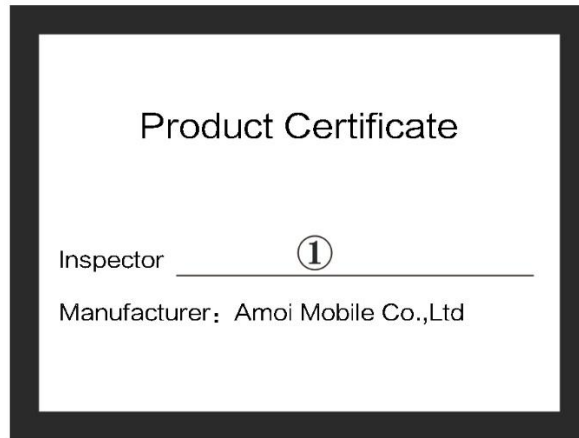 Product Certificate
Inspector ①
Manufacturer：Amoi Mobile Co.,Ltd